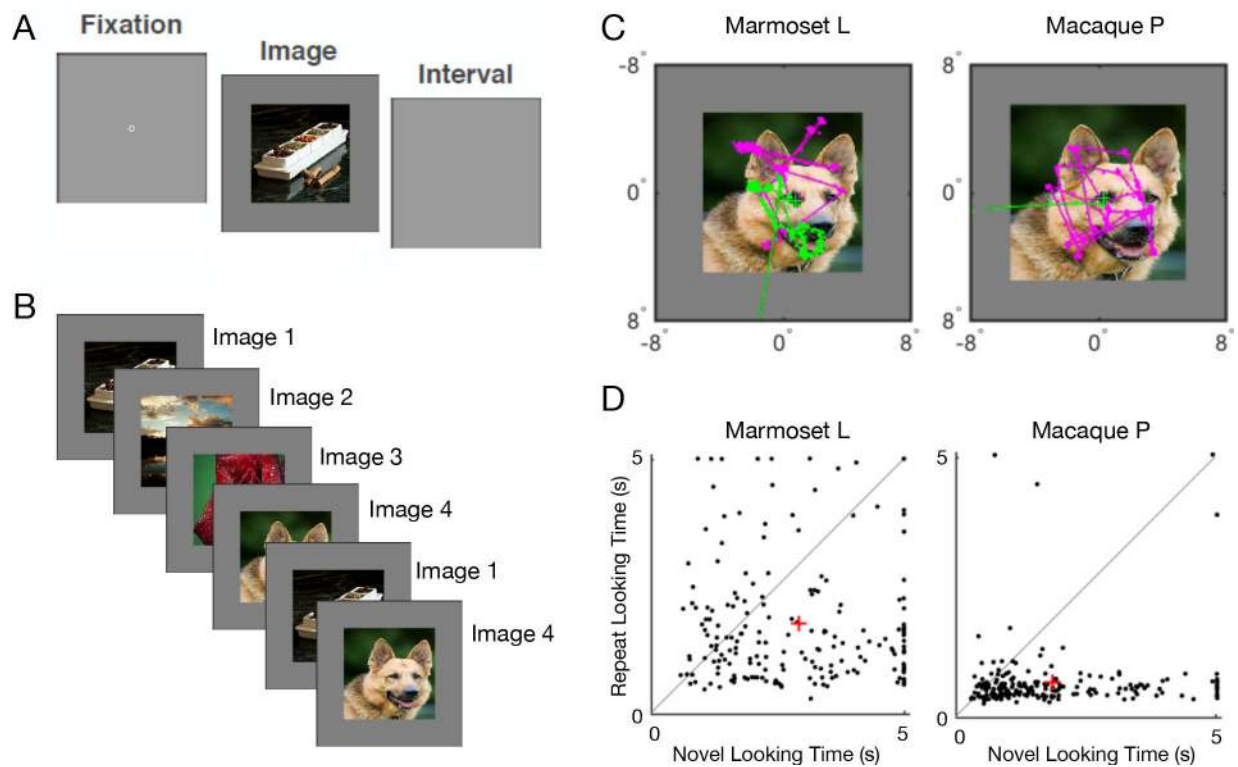 A
Fixation
Image
Interval
B
Image 1
Image 2
Image 3
Image 4
Image 1
Image 4
C
Marmoset L
Macaque P
-8°
0°
8°
-8°
0°
8°
8°
0°
8°
-8°
0°
8°
D
Marmoset L
Macaque P
5
Repeat Looking Time (s)
0
0
5
Novel Looking Time (s)
5
0
0
5
Novel Looking Time (s)